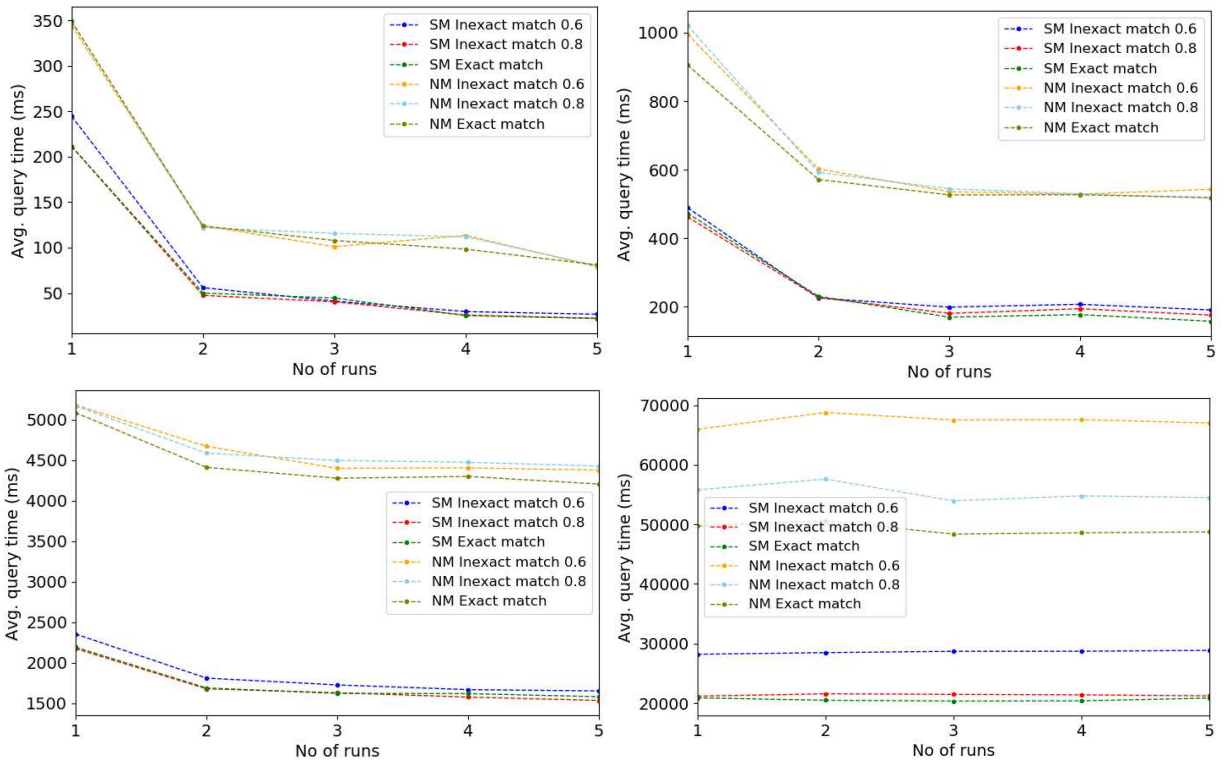 350
300
250
200
150
100
50
Avg. query time (ms)
SM Inexact match 0.6
SM Inexact match 0.8
SM Exact match
NM Inexact match 0.6
NM Inexact match 0.8
NM Exact match
1 2 3 4 5
No of runs
1000
800
600
400
200
Avg. query time (ms)
SM Inexact match 0.6
SM Inexact match 0.8
SM Exact match
NM Inexact match 0.6
NM Inexact match 0.8
NM Exact match
1 2 3 4 5
No of runs
5000
4500
4000
3500
3000
2500
2000
1500
Avg. query time (ms)
SM Inexact match 0.6
SM Inexact match 0.8
SM Exact match
NM Inexact match 0.6
NM Inexact match 0.8
NM Exact match
1 2 3 4 5
No of runs
70000
60000
50000
40000
30000
20000
Avg. query time (ms)
SM Inexact match 0.6
SM Inexact match 0.8
SM Exact match
NM Inexact match 0.6
NM Inexact match 0.8
NM Exact match
1 2 3 4 5
No of runs